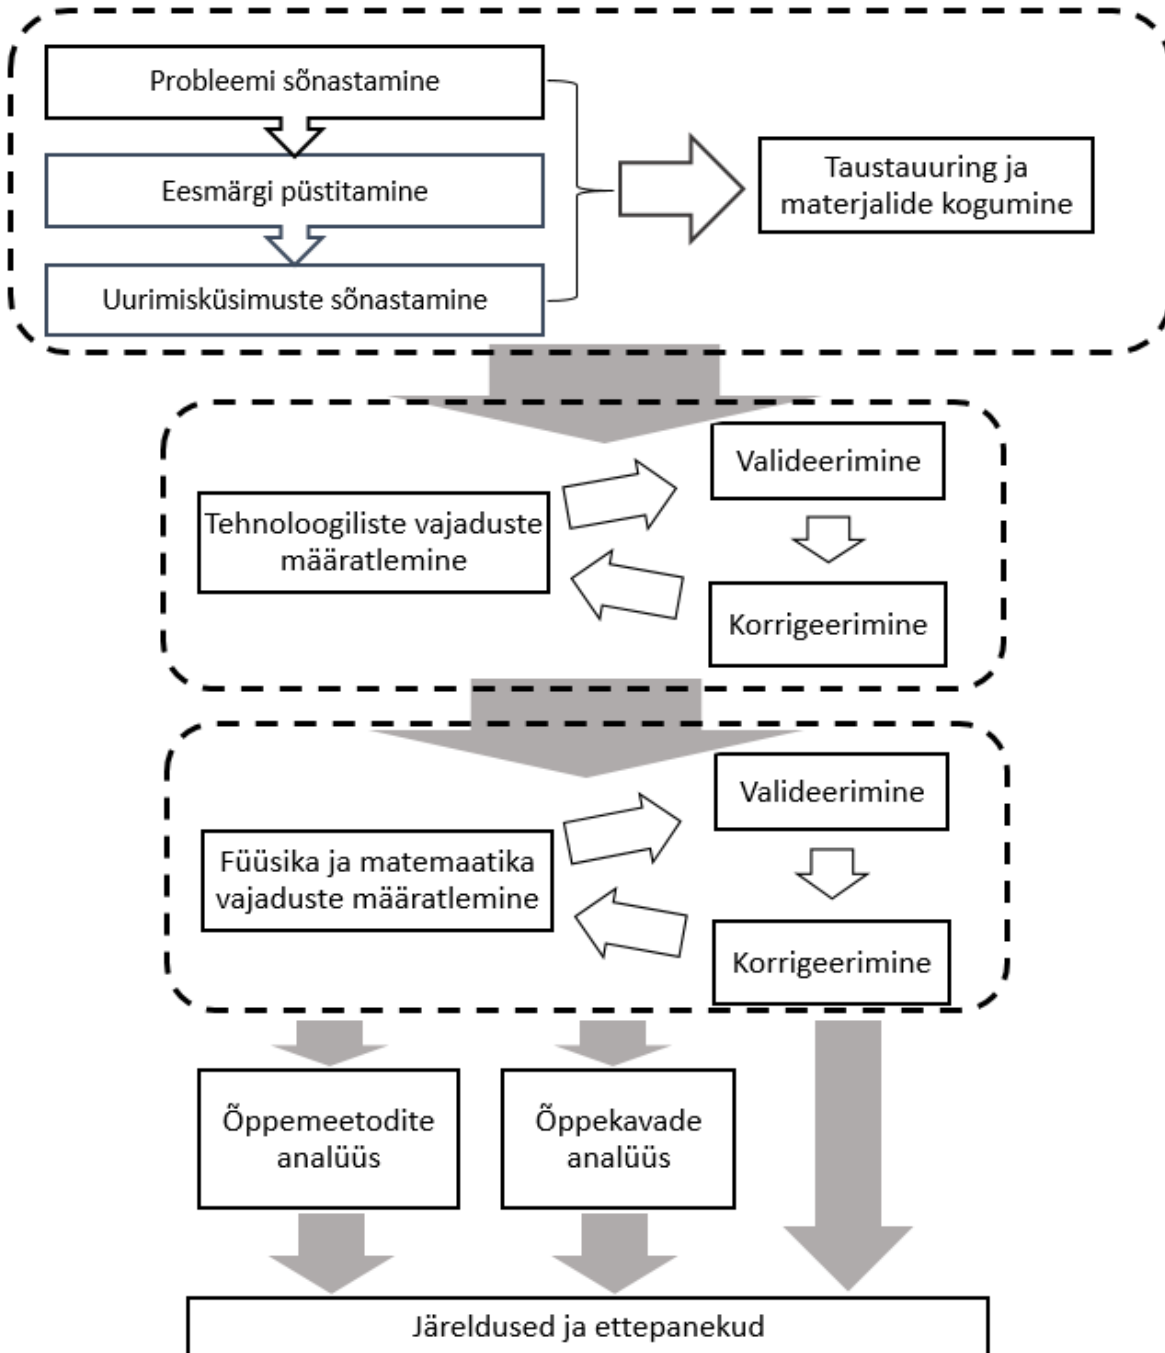 Probleemi sõnastamine
Eesmärgi püstitamine
Uurimisküsimuste sõnastamine
Taustauuring ja
materjalide kogumine
Tehnoloogiliste vajaduste
määratlemine
Valideerimine
Korrigeerimine
Füüsika ja matemaatika
vajaduste määratlemine
Valideerimine
Korrigeerimine
Õppemeetodite
analüüs
Õppekavade
analüüs
Järeldused ja ettepanekud